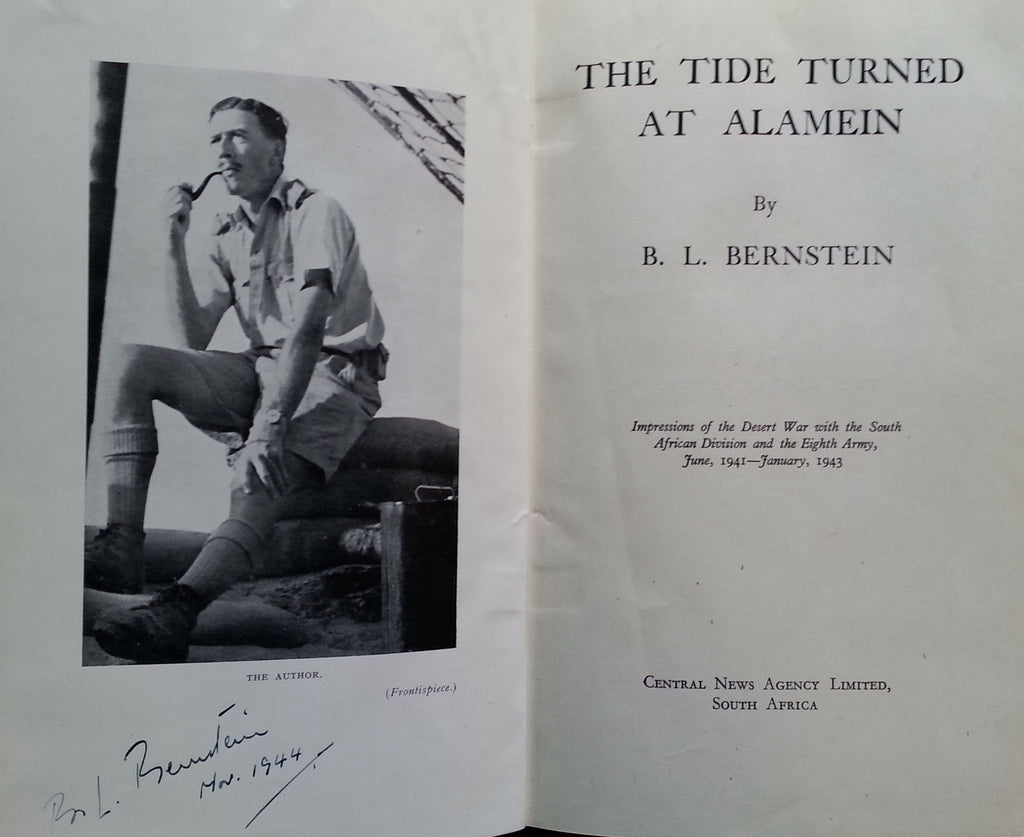 THE AUTHOR.
(Frontispiece.)
B. L. Bernstein
Nov. 1944
THE TIDE TURNED
AT ALAMEIN
By
B. L. BERNSTEIN
Impressions of the Desert War with the South
African Division and the Eighth Army,
June, 1941—January, 1943
CENTRAL NEWS AGENCY LIMITED,
SOUTH AFRICA